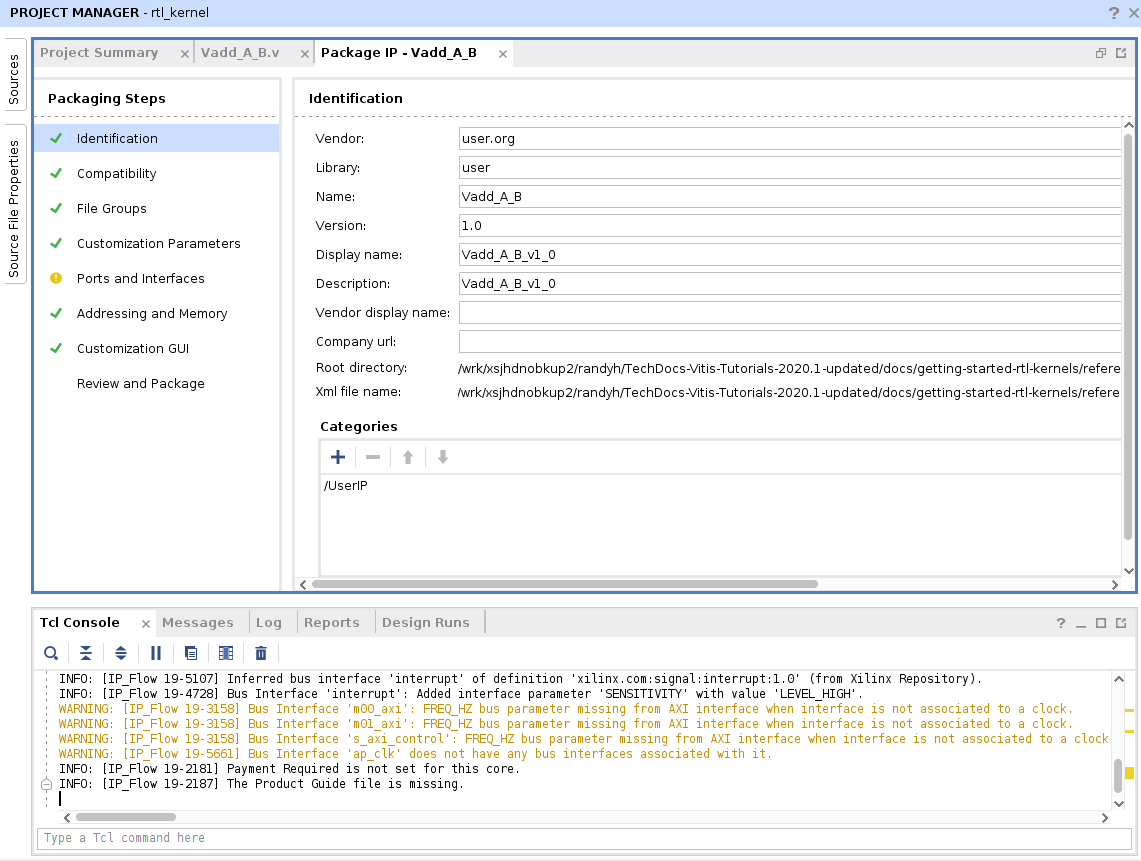 PROJECT MANAGER - rtl_kernel
? ×
Sources
Source File Properties
Project Summary × Vadd_A_B.v × Package IP - Vadd_A_B ×
Packaging Steps
Identification
Compatibility
File Groups
Customization Parameters
Ports and Interfaces
Addressing and Memory
Customization GUI
Review and Package
Identification
Vendor: user.org
Library: user
Name: Vadd_A_B
Version: 1.0
Display name: Vadd_A_B_v1_0
Description: Vadd_A_B_v1_0
Vendor display name:
Company url:
Root directory: /wrk/xsjhdnobkup2/randyh/TechDocs-Vitis-Tutorials-2020.1-updated/docs/getting-started-rtl-kernels/refere
Xml file name: /wrk/xsjhdnobkup2/randyh/TechDocs-Vitis-Tutorials-2020.1-updated/docs/getting-started-rtl-kernels/refere
Categories
/UserIP
Tcl Console × Messages Log Reports Design Runs
?
INFO: [IP_Flow 19-5107] Inferred bus interface 'interrupt' of definition 'xilinx.com:signal:interrupt:1.0' (from Xilinx Repository).
INFO: [IP_Flow 19-4728] Bus Interface 'interrupt': Added interface parameter 'SENSITIVITY' with value 'LEVEL_HIGH'.
WARNING: [IP_Flow 19-3158] Bus Interface 'm00_axi': FREQ_HZ bus parameter missing from AXI interface when interface is not associated to a clock.
WARNING: [IP_Flow 19-3158] Bus Interface 'm01_axi': FREQ_HZ bus parameter missing from AXI interface when interface is not associated to a clock.
WARNING: [IP_Flow 19-3158] Bus Interface 's_axi_control': FREQ_HZ bus parameter missing from AXI interface when interface is not associated to a clock
WARNING: [IP_Flow 19-5661] Bus Interface 'ap_clk' does not have any bus interfaces associated with it.
INFO: [IP_Flow 19-2181] Payment Required is not set for this core.
INFO: [IP_Flow 19-2187] The Product Guide file is missing.
Type a Tcl command here